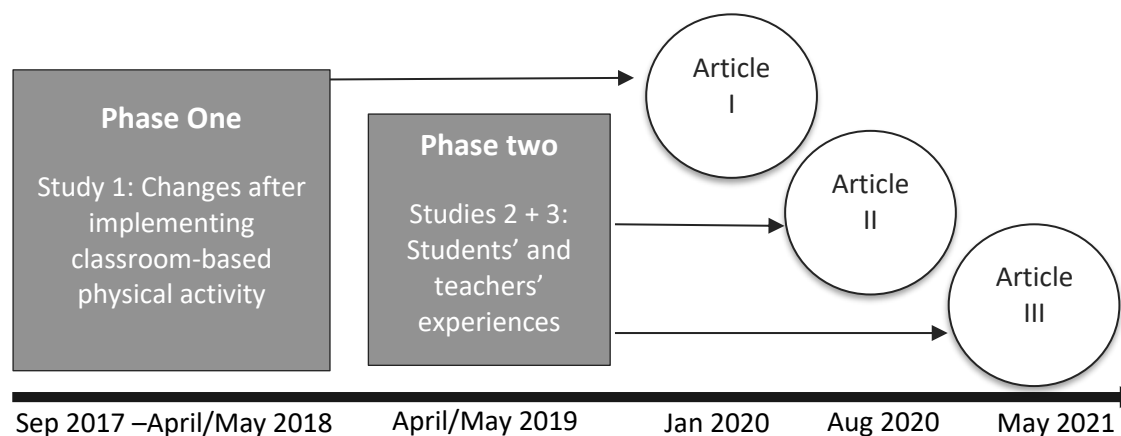 Phase One
Study 1: Changes after
implementing
classroom-based
physical activity
Phase two
Studies 2 + 3:
Students’ and
teachers’
experiences
Article
I
Article
II
Article
III
Sep 2017 –April/May 2018
April/May 2019
Jan 2020
Aug 2020
May 2021